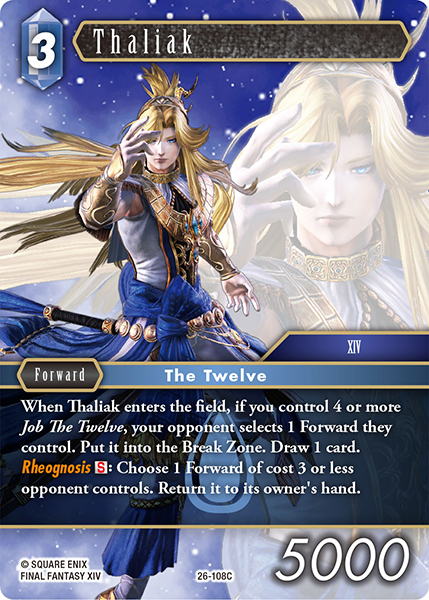 3
Thaliak
XIV
Forward
The Twelve
When Thaliak enters the field, if you control 4 or more
Job The Twelve, your opponent selects 1 Forward they
control. Put it into the Break Zone. Draw 1 card.
Rheognosis S: Choose 1 Forward of cost 3 or less
opponent controls. Return it to its owner's hand.
© SQUARE ENIX
FINAL FANTASY XIV
26-108C
5000